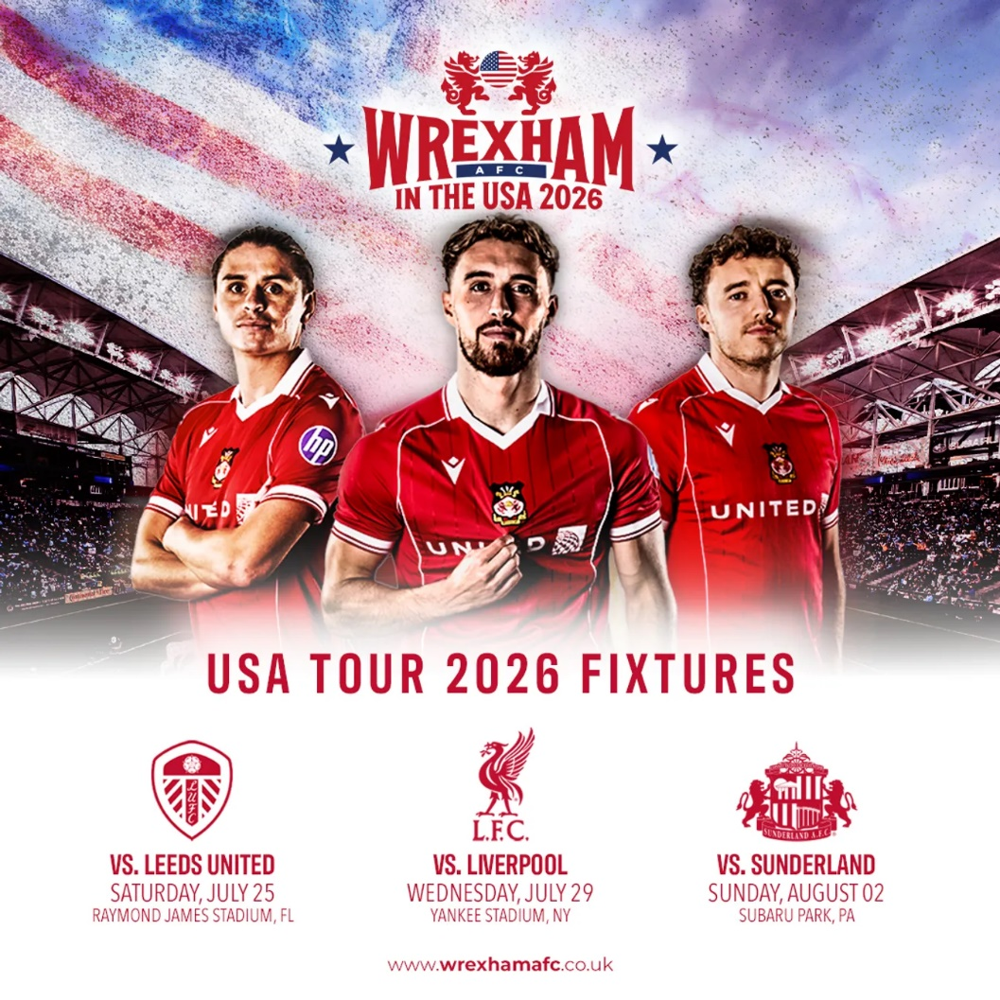 WREXHAM
AFC
IN THE USA 2026
hp
UNITED
UNITED
UNITED
USA TOUR 2026 FIXTURES
LUFC
L.F.C.
SUNDERLAND A.F.C.
VS. LEEDS UNITED
SATURDAY, JULY 25
RAYMOND JAMES STADIUM, FL
VS. LIVERPOOL
WEDNESDAY, JULY 29
YANKEE STADIUM, NY
VS. SUNDERLAND
SUNDAY, AUGUST 02
SUBARU PARK, PA
www.wrexhamafc.co.uk